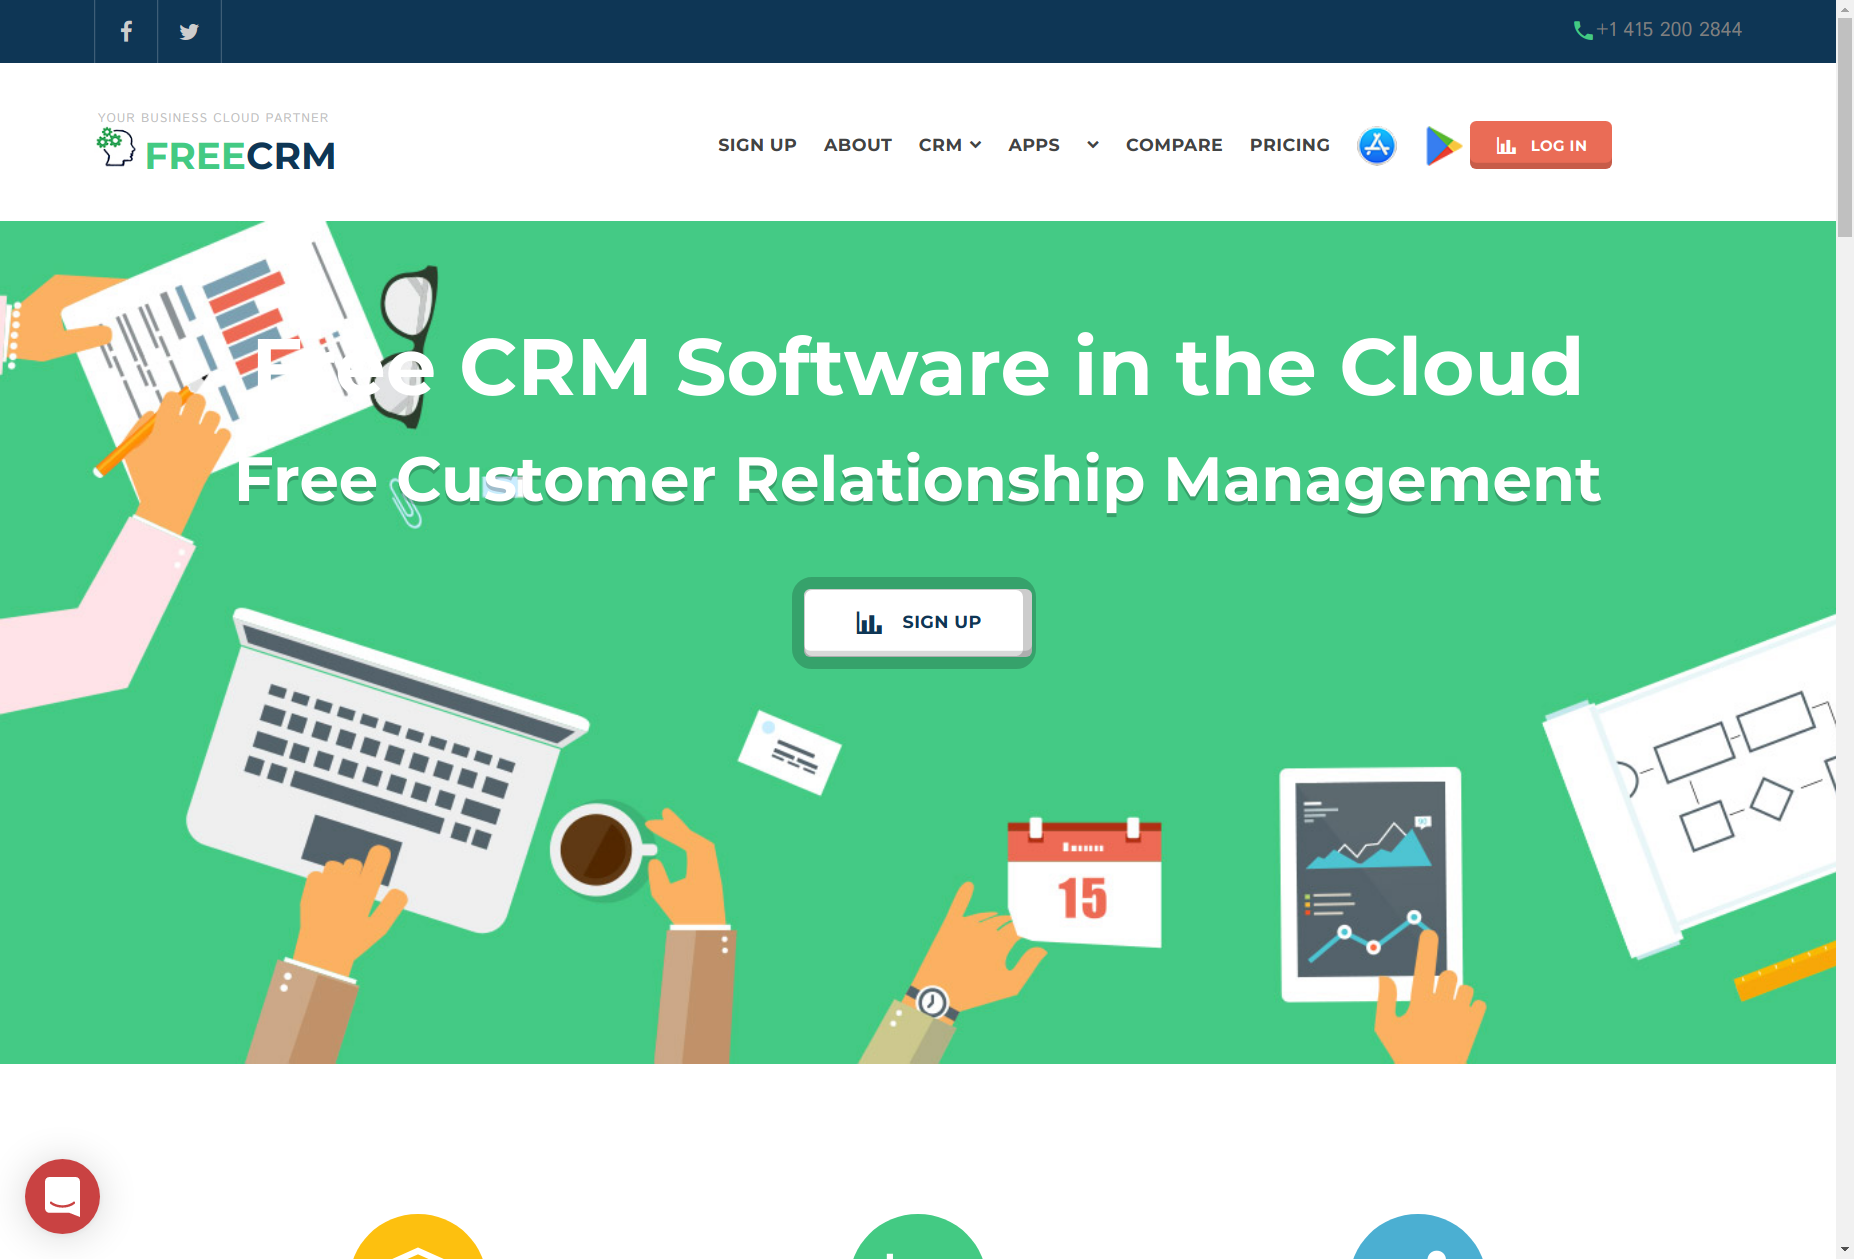 +1 415 200 2844
YOUR BUSINESS CLOUD PARTNER
FREECRM
SIGN UP ABOUT CRM APPS COMPARE PRICING LOG IN
Free CRM Software in the Cloud
Free Customer Relationship Management
SIGN UP
15